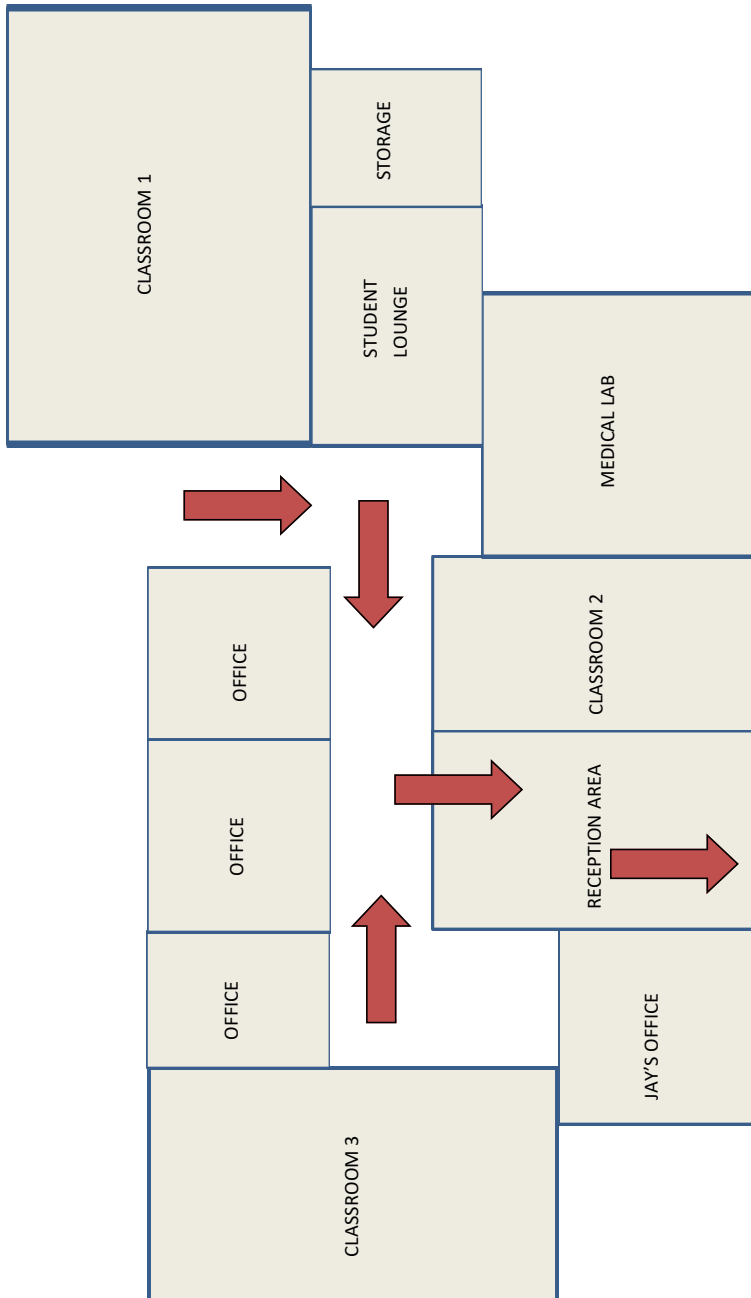 CLASSROOM 1
STORAGE
STUDENT
LOUNGE
MEDICAL LAB
OFFICE
CLASSROOM 2
OFFICE
RECEPTION AREA
OFFICE
JAY'S OFFICE
CLASSROOM 3